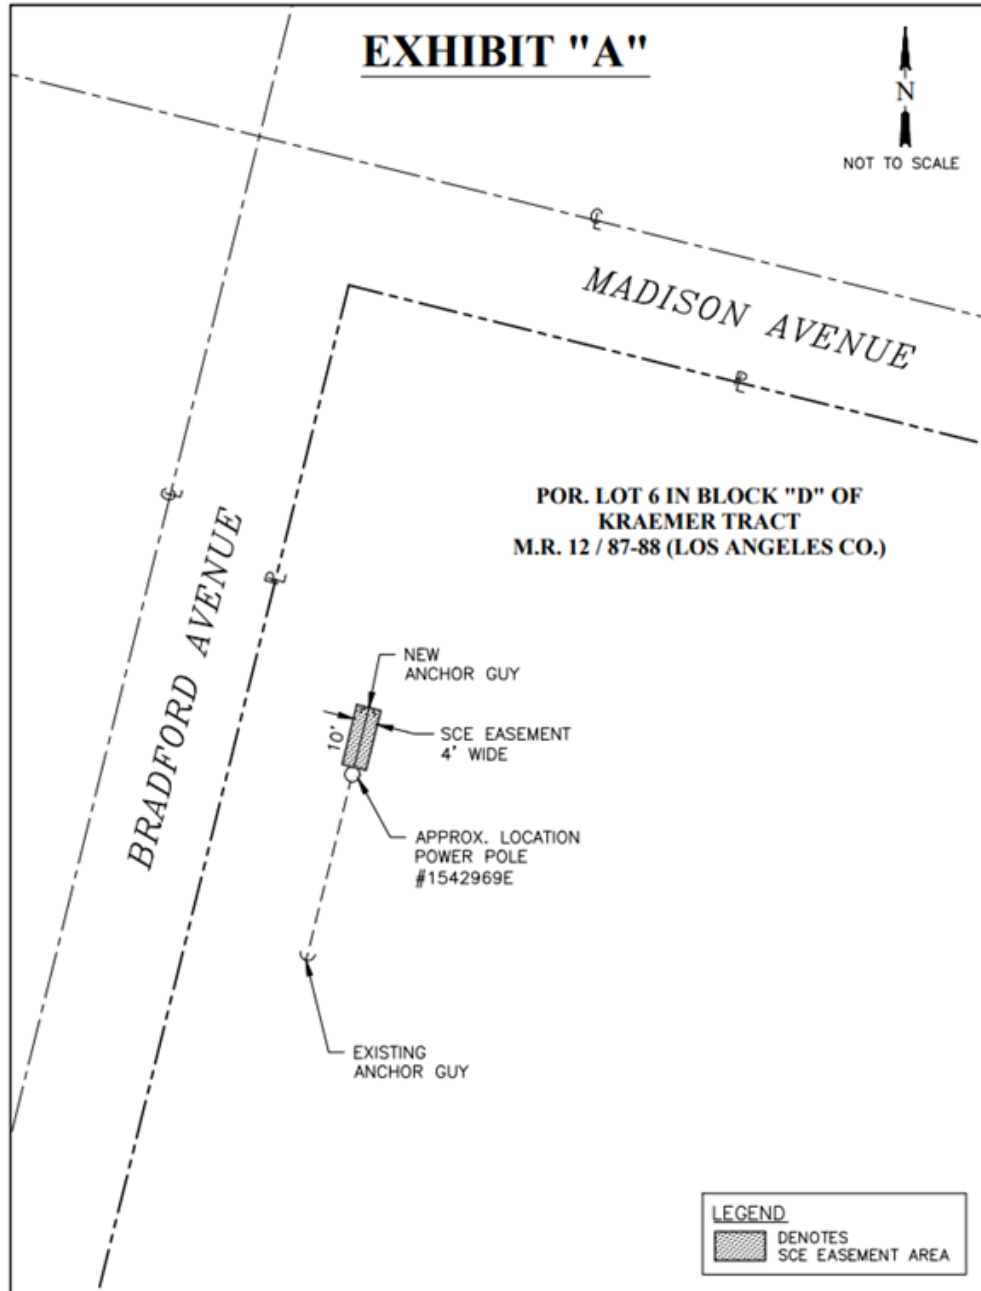 EXHIBIT "A"
N
NOT TO SCALE
℄
MADISON AVENUE
PL
POR. LOT 6 IN BLOCK "D" OF
KRAEMER TRACT
M.R. 12 / 87-88 (LOS ANGELES CO.)
℄
BRADFORD AVENUE
PL
NEW
ANCHOR GUY
10'
SCE EASEMENT
4' WIDE
APPROX. LOCATION
POWER POLE
#1542969E
EXISTING
ANCHOR GUY
LEGEND
DENOTES
SCE EASEMENT AREA